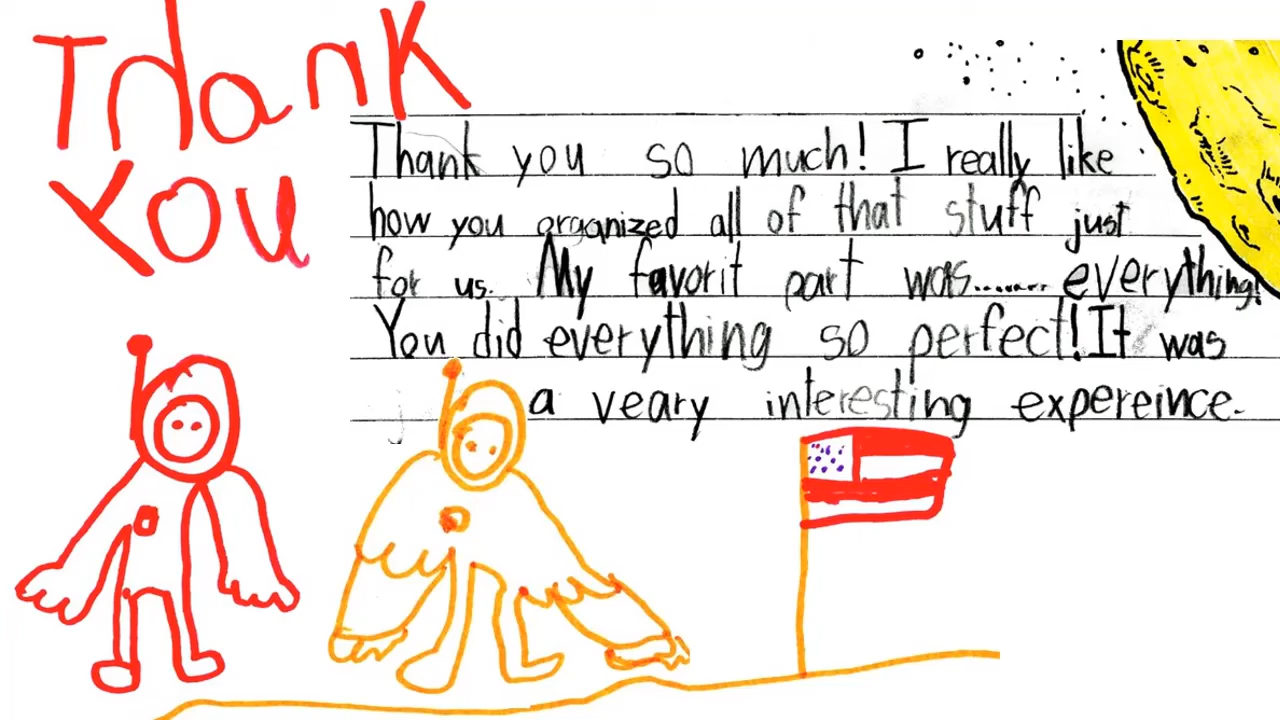 Thank
You
Thank you so much! I really like
how you organized all of that stuff just
for us. My favorit part was....... everything!
You did everything so perfect! It was
a veary interesting expereince.